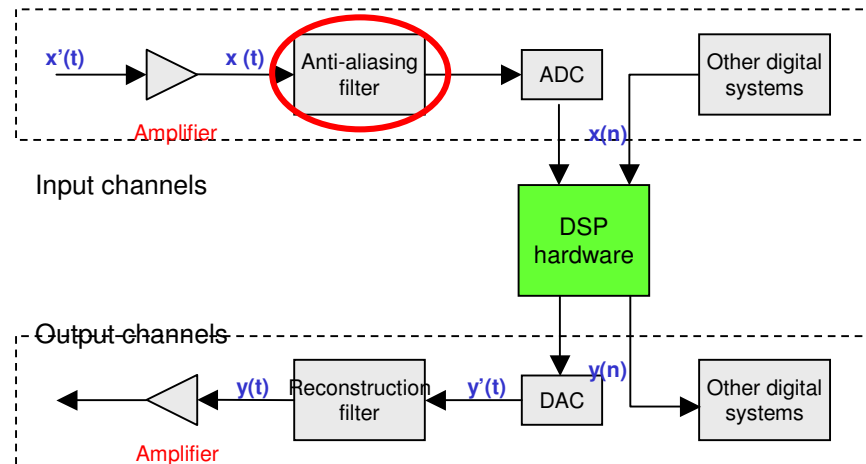 x'(t)
x (t)
Anti-aliasing
filter
ADC
Other digital
systems
Amplifier
x(n)
Input channels
DSP
hardware
Output channels
y(t)
Reconstruction
filter
y'(t)
DAC
y(n)
Other digital
systems
Amplifier